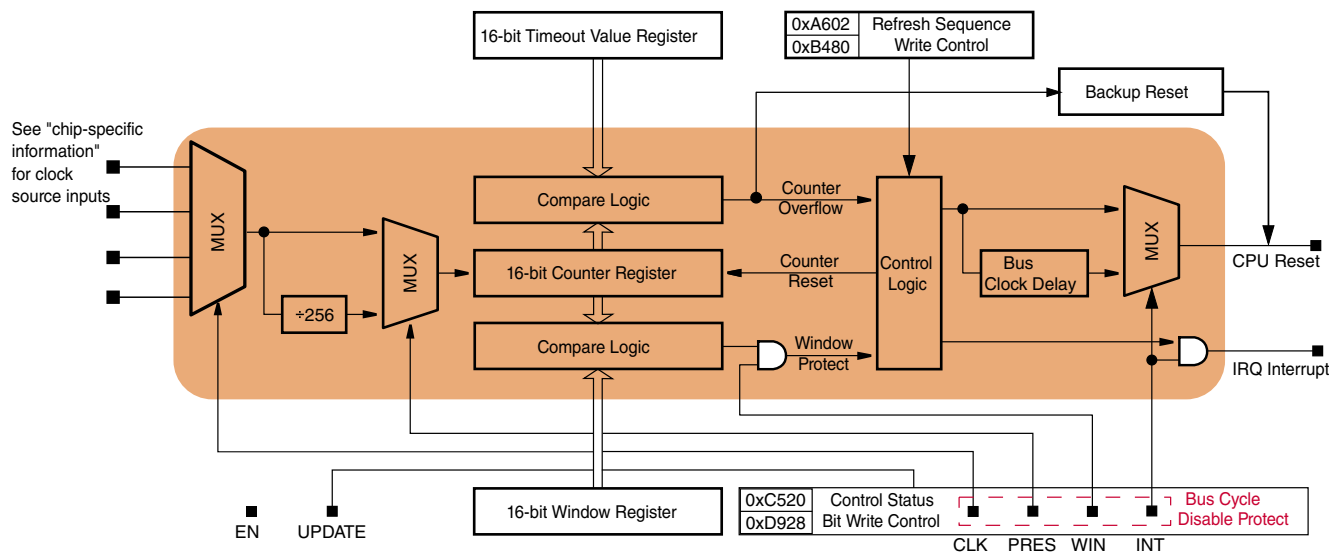 16-bit Timeout Value Register
0xA602 Refresh Sequence
0xB480 Write Control
Backup Reset
See "chip-specific
information"
for clock
source inputs
MUX
÷256
MUX
Compare Logic
16-bit Counter Register
Compare Logic
Counter
Overflow
Counter
Reset
Window
Protect
Control
Logic
Bus
Clock Delay
MUX
CPU Reset
IRQ Interrupt
EN
UPDATE
16-bit Window Register
0xC520 Control Status
0xD928 Bit Write Control
Bus Cycle
Disable Protect
CLK PRES WIN INT